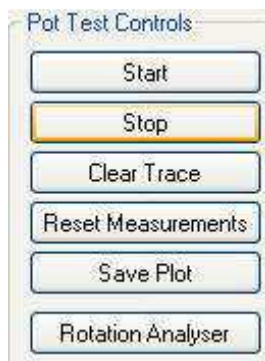 Pot Test Controls
Start
Stop
Clear Trace
Reset Measurements
Save Plot
Rotation Analyser